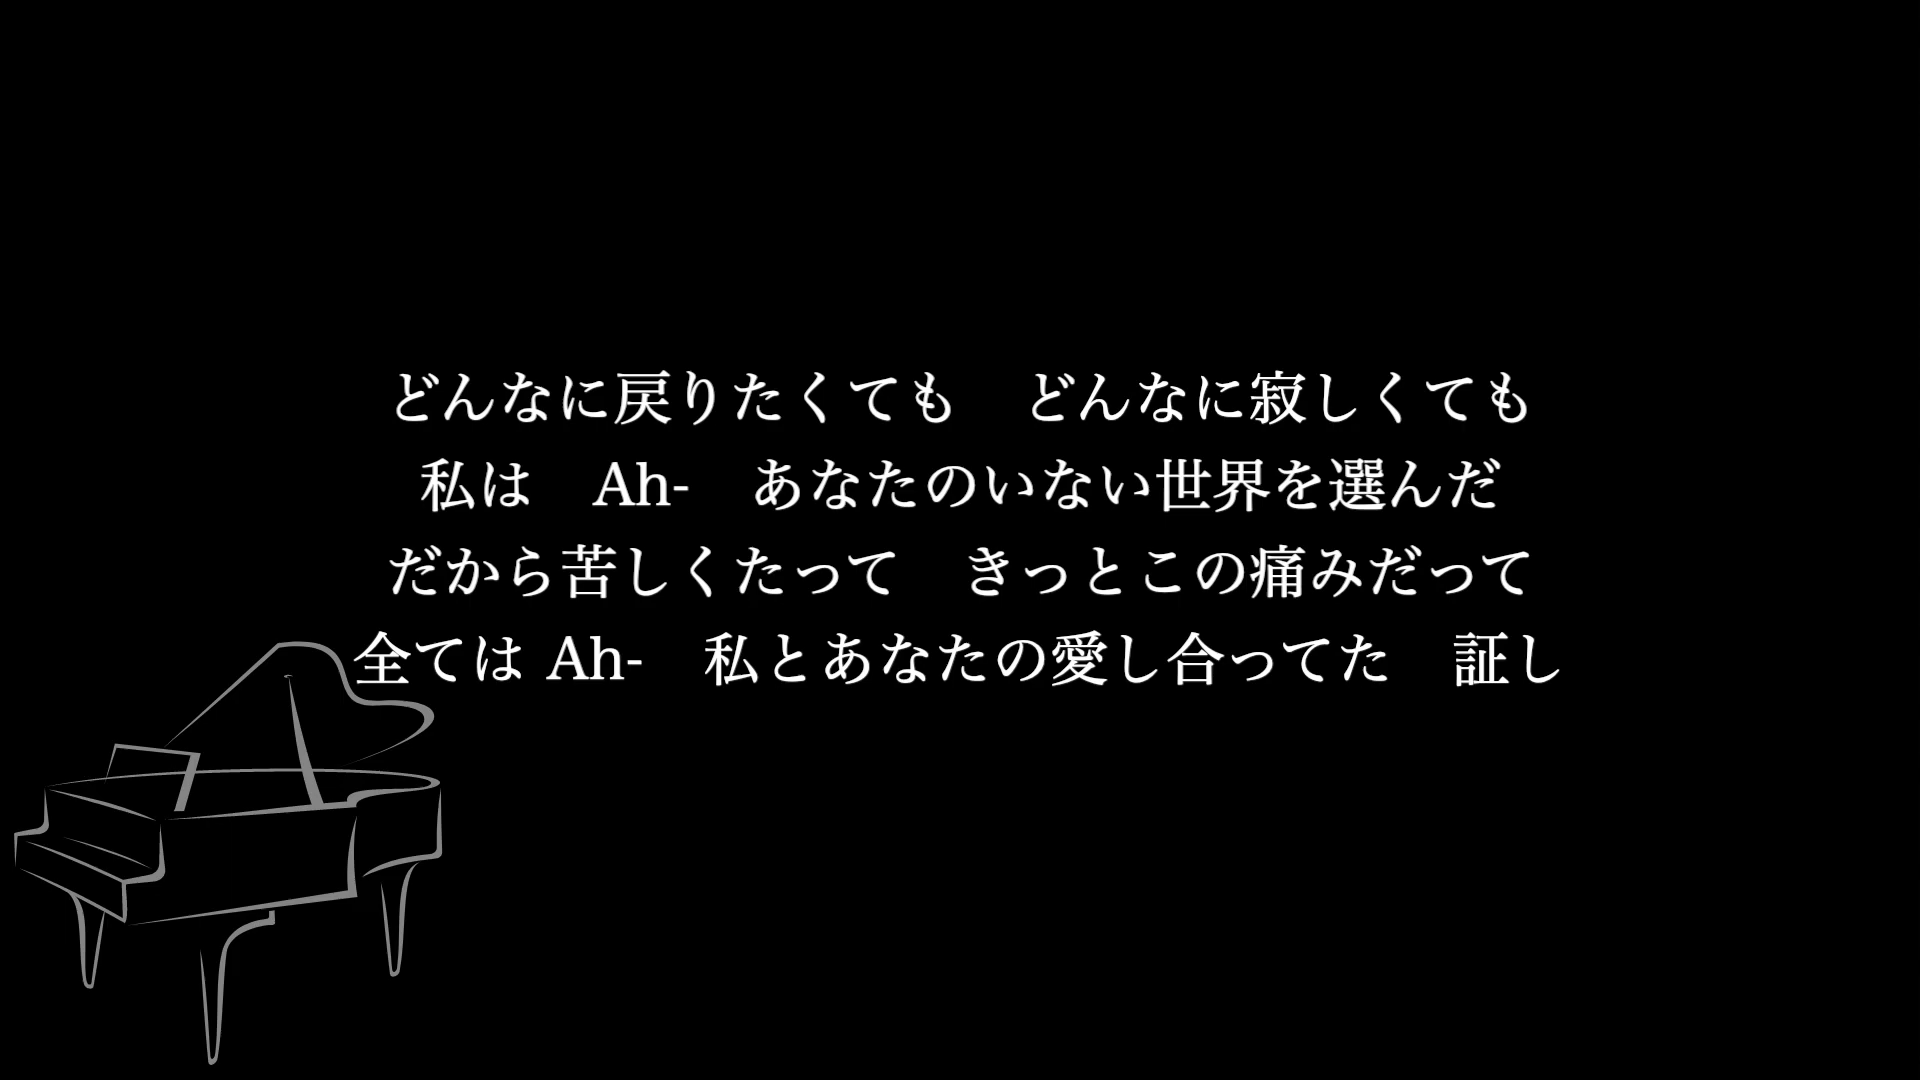 どんなに戻りたくても　どんなに寂しくても
私は　Ah-　あなたのいない世界を選んだ
だから苦しくたって　きっとこの痛みだって
全ては Ah-　私とあなたの愛し合ってた　証し